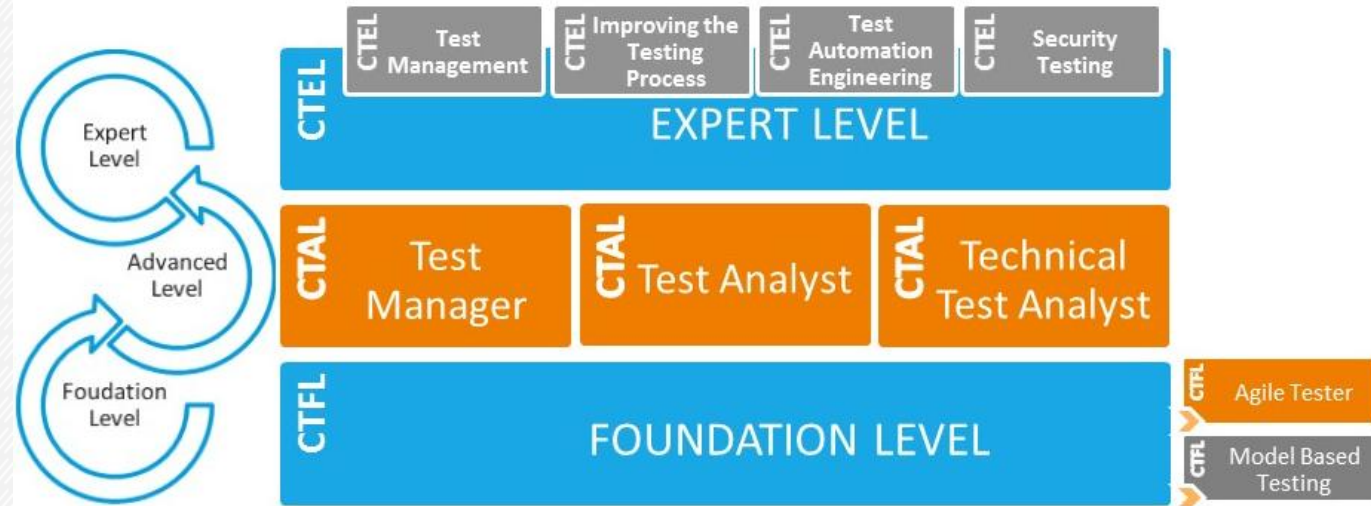 Expert
Level
Advanced
Level
Foudation
Level
CTEL
Test
Management
CTEL
Improving the
Testing
Process
CTEL
Test
Automation
Engineering
CTEL
Security
Testing
CTEL
EXPERT LEVEL
CTAL
Test
Manager
CTAL
Test Analyst
CTAL
Technical
Test Analyst
CTFL
FOUNDATION LEVEL
CTFL
Agile Tester
CTFL
Model Based
Testing